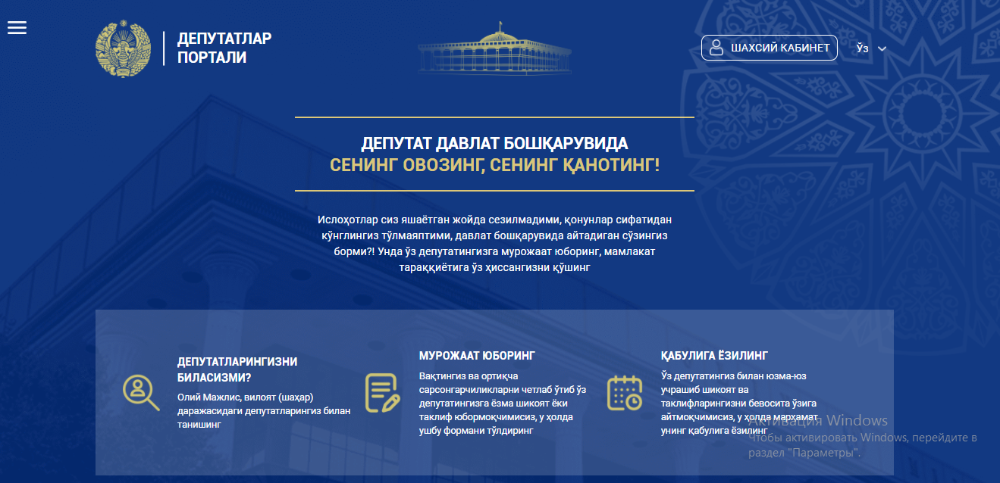 ДЕПУТАТЛАР
ПОРТАЛИ
ШАХСИЙ КАБИНЕТ
Ўз
ДЕПУТАТ ДАВЛАТ БОШҚАРУВИДА
СЕНИНГ ОВОЗИНГ, СЕНИНГ ҚАНОТИНГ!
Ислоҳотлар сиз яшаётган жойда сезилмадими, қонунлар сифатидан
кўнглингиз тўлмаяптими, давлат бошқарувида айтадиган сўзингиз
борми?! Унда ўз депутатингизга мурожаат юборинг, мамлакат
тараққиётига ўз ҳиссангизни қўшинг
ДЕПУТАТЛАРИНГИЗНИ
БИЛАСИЗМИ?
Олий Мажлис, вилоят (шаҳар)
даражасидаги депутатларингиз билан
танишинг
МУРОЖААТ ЮБОРИНГ
Вақтингиз ва ортиқча
сарсонгарчиликларни четлаб ўтиб ўз
депутатингизга ёзма шикоят ёки
таклиф юбормоқчимисиз, у ҳолда
ушбу формани тўлдиринг
ҚАБУЛИГА ЁЗИЛИНГ
Ўз депутатингиз билан юзма-юз
учрашиб шикоят ва
таклифларингизни бевосита ўзига
айтмоқчимисиз, у ҳолда марҳамат
унинг қабулига ёзилинг
Активация Windows
Чтобы активировать Windows, перейдите в
раздел "Параметры".